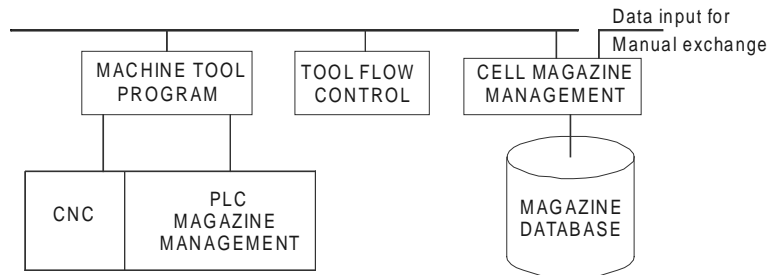 Data input for
Manual exchange
MACHINE TOOL
PROGRAM
TOOL FLOW
CONTROL
CELL MAGAZINE
MANAGEMENT
CNC
PLC
MAGAZINE
MANAGEMENT
MAGAZINE
DATABASE